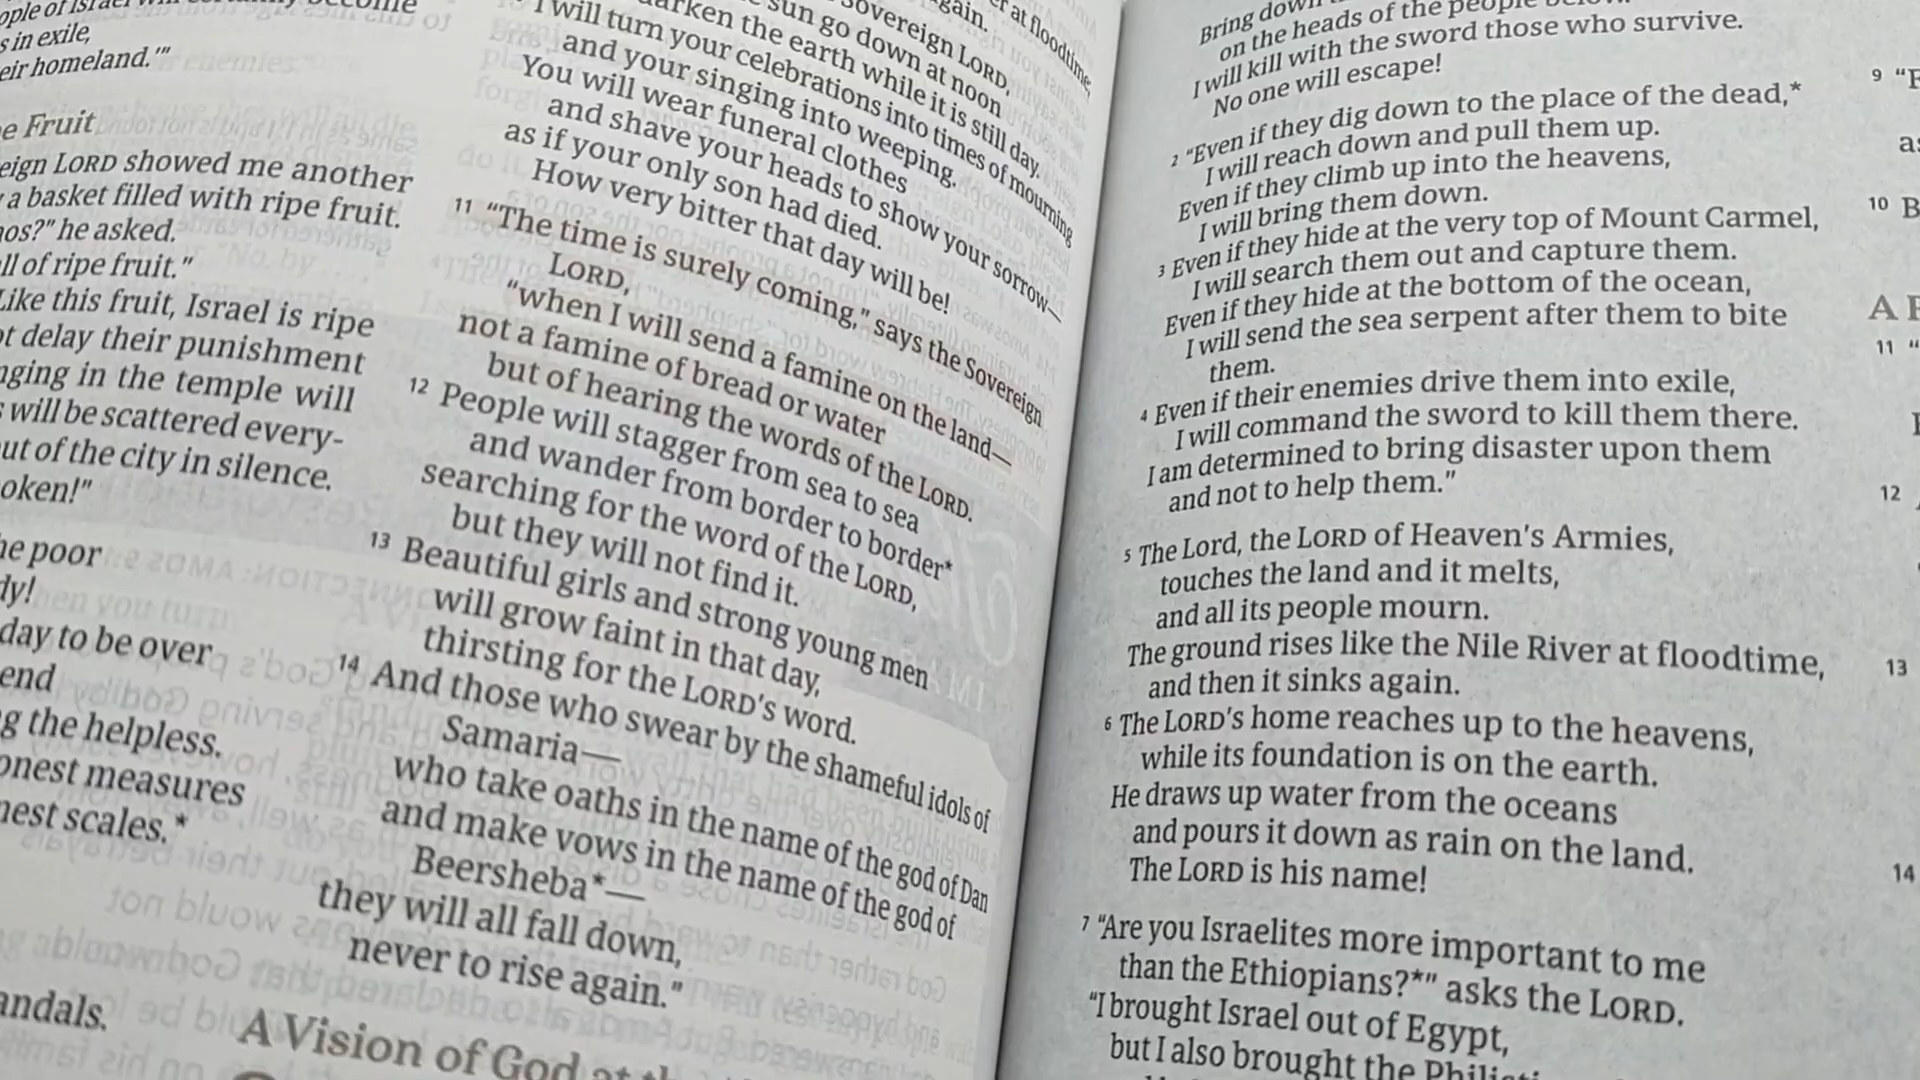 s in exile,
eir homeland.'"
e Fruit
eign LORD showed me another
a basket filled with ripe fruit.
os?" he asked.
ll of ripe fruit."
Like this fruit, Israel is ripe
ot delay their punishment
nging in the temple will
s will be scattered every-
ut of the city in silence.
oken!"
he poor
dy!
day to be over
end
g the helpless.
onest measures
nest scales.*
andals.
at floodtime,
again.
Sovereign LORD,
sun go down at noon
darken the earth while it is still day.
I will turn your celebrations into times of mourning
and your singing into weeping.
You will wear funeral clothes
and shave your heads to show your sorrow—
as if your only son had died.
How very bitter that day will be!
11 "The time is surely coming," says the Sovereign
LORD,
"when I will send a famine on the land—
not a famine of bread or water
but of hearing the words of the LORD.
12 People will stagger from sea to sea
and wander from border to border*
searching for the word of the LORD,
but they will not find it.
13 Beautiful girls and strong young men
will grow faint in that day,
thirsting for the LORD's word.
14 And those who swear by the shameful idols of
Samaria—
who take oaths in the name of the god of Dan
and make vows in the name of the god of
Beersheba*—
they will all fall down,
never to rise again."
A Vision of God at
Bring down
on the heads of the people
I will kill with the sword those who survive.
No one will escape!
2 "Even if they dig down to the place of the dead,*
I will reach down and pull them up.
Even if they climb up into the heavens,
I will bring them down.
3 Even if they hide at the very top of Mount Carmel,
I will search them out and capture them.
Even if they hide at the bottom of the ocean,
I will send the sea serpent after them to bite
them.
4 Even if their enemies drive them into exile,
I will command the sword to kill them there.
I am determined to bring disaster upon them
and not to help them."
5 The Lord, the LORD of Heaven's Armies,
touches the land and it melts,
and all its people mourn.
The ground rises like the Nile River at floodtime,
and then it sinks again.
6 The LORD's home reaches up to the heavens,
while its foundation is on the earth.
He draws up water from the oceans
and pours it down as rain on the land.
The LORD is his name!
7 "Are you Israelites more important to me
than the Ethiopians?*" asks the LORD.
"I brought Israel out of Egypt,
but I also brought the
9
10 B
A
11 "
12
13
14